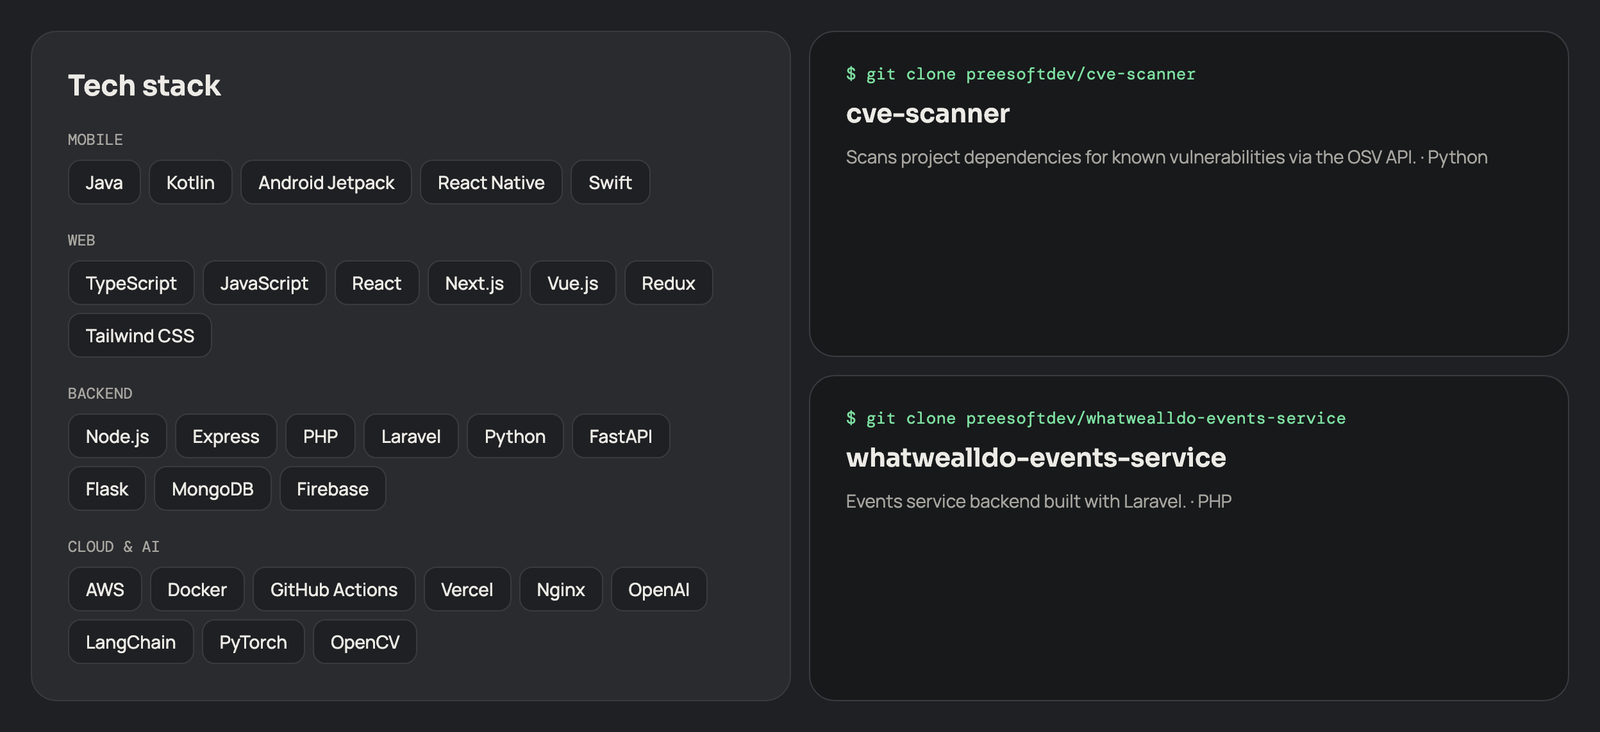 Tech stack
MOBILE
Java Kotlin Android Jetpack React Native Swift
WEB
TypeScript JavaScript React Next.js Vue.js Redux
Tailwind CSS
BACKEND
Node.js Express PHP Laravel Python FastAPI
Flask MongoDB Firebase
CLOUD & AI
AWS Docker GitHub Actions Vercel Nginx OpenAI
LangChain PyTorch OpenCV
$ git clone preesoftdev/cve-scanner
cve-scanner
Scans project dependencies for known vulnerabilities via the OSV API. · Python
$ git clone preesoftdev/whatwealldo-events-service
whatwealldo-events-service
Events service backend built with Laravel. · PHP